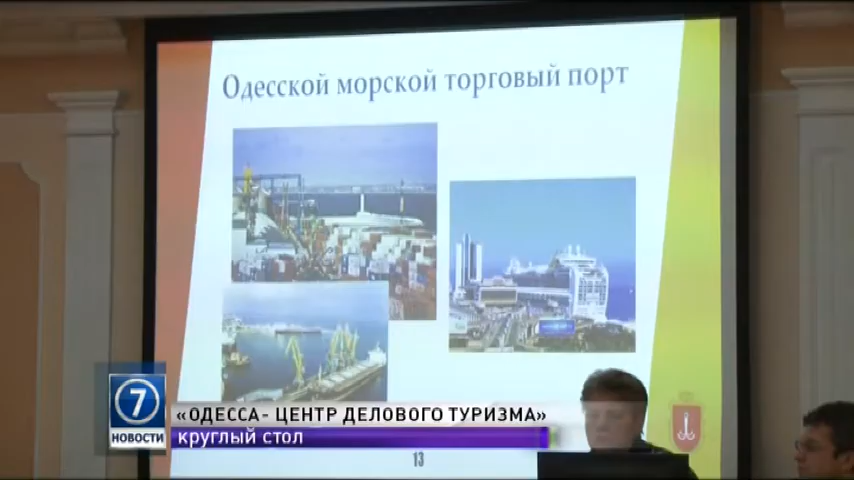 Одесской морской торговый порт
7
НОВОСТИ
«ОДЕССА- ЦЕНТР ДЕЛОВОГО ТУРИЗМА»
круглый стол
13